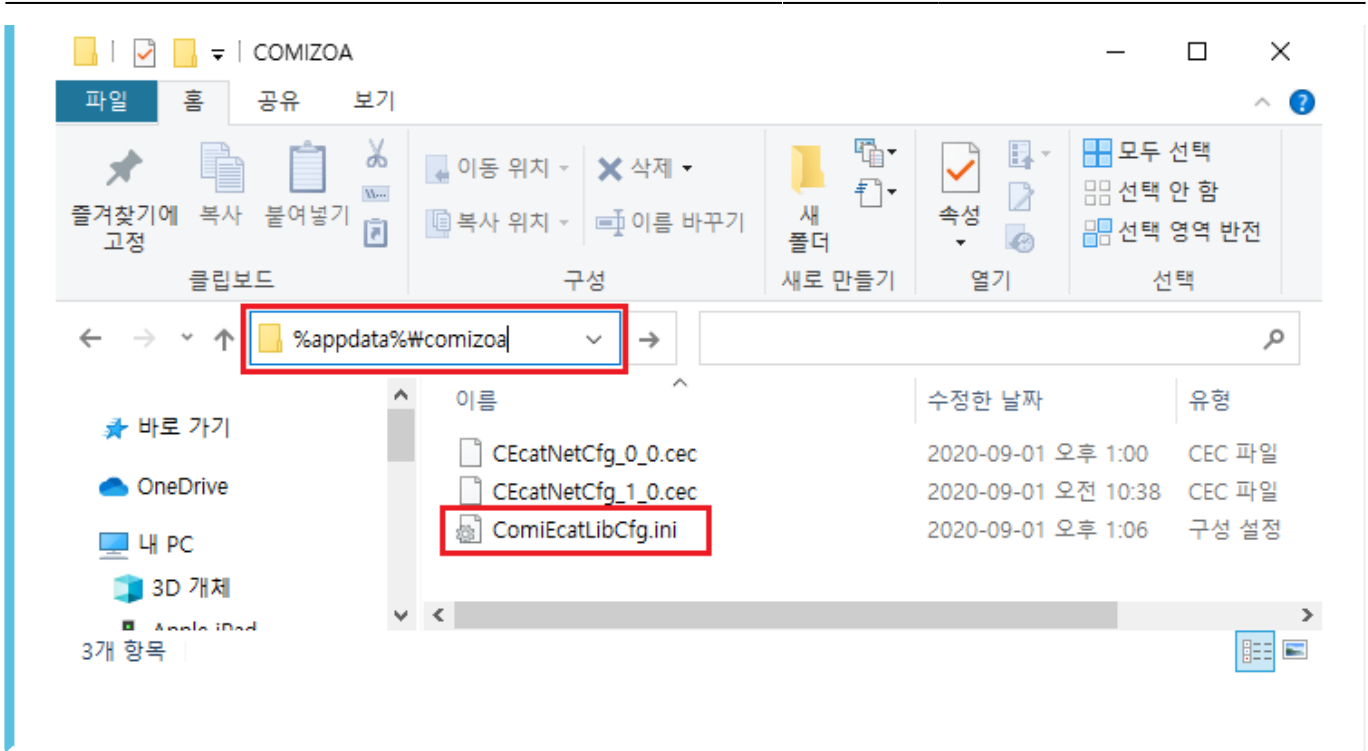 COMIZOA
파일 홈 공유 보기
즐겨찾기에 고정 복사 붙여넣기
이동 위치 삭제
복사 위치 이름 바꾸기
새 폴더
속성
모두 선택
선택 안 함
선택 영역 반전
클립보드 구성 새로 만들기 열기 선택
%appdata%₩comizoa
이름 수정한 날짜 유형
바로 가기
OneDrive
내 PC
3D 개체
Apple iPad
CEcatNetCfg_0_0.cec 2020-09-01 오후 1:00 CEC 파일
CEcatNetCfg_1_0.cec 2020-09-01 오전 10:38 CEC 파일
ComiEcatLibCfg.ini 2020-09-01 오후 1:06 구성 설정
3개 항목